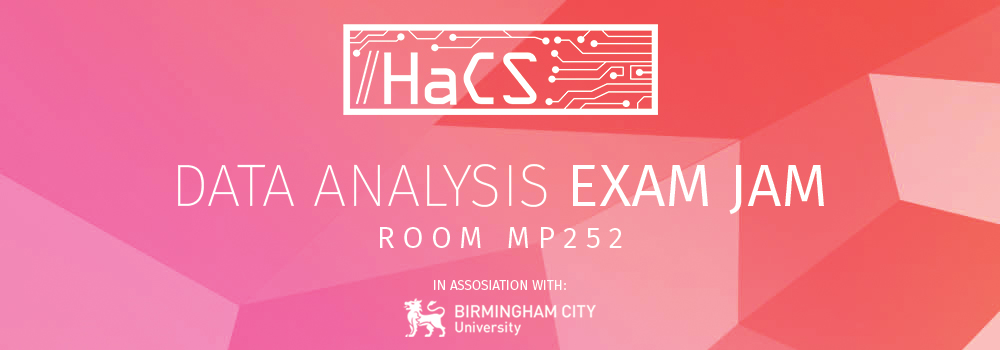 //HaCS
DATA ANALYSIS EXAM JAM
ROOM MP252
IN ASSOSIATION WITH:
BIRMINGHAM CITY
University